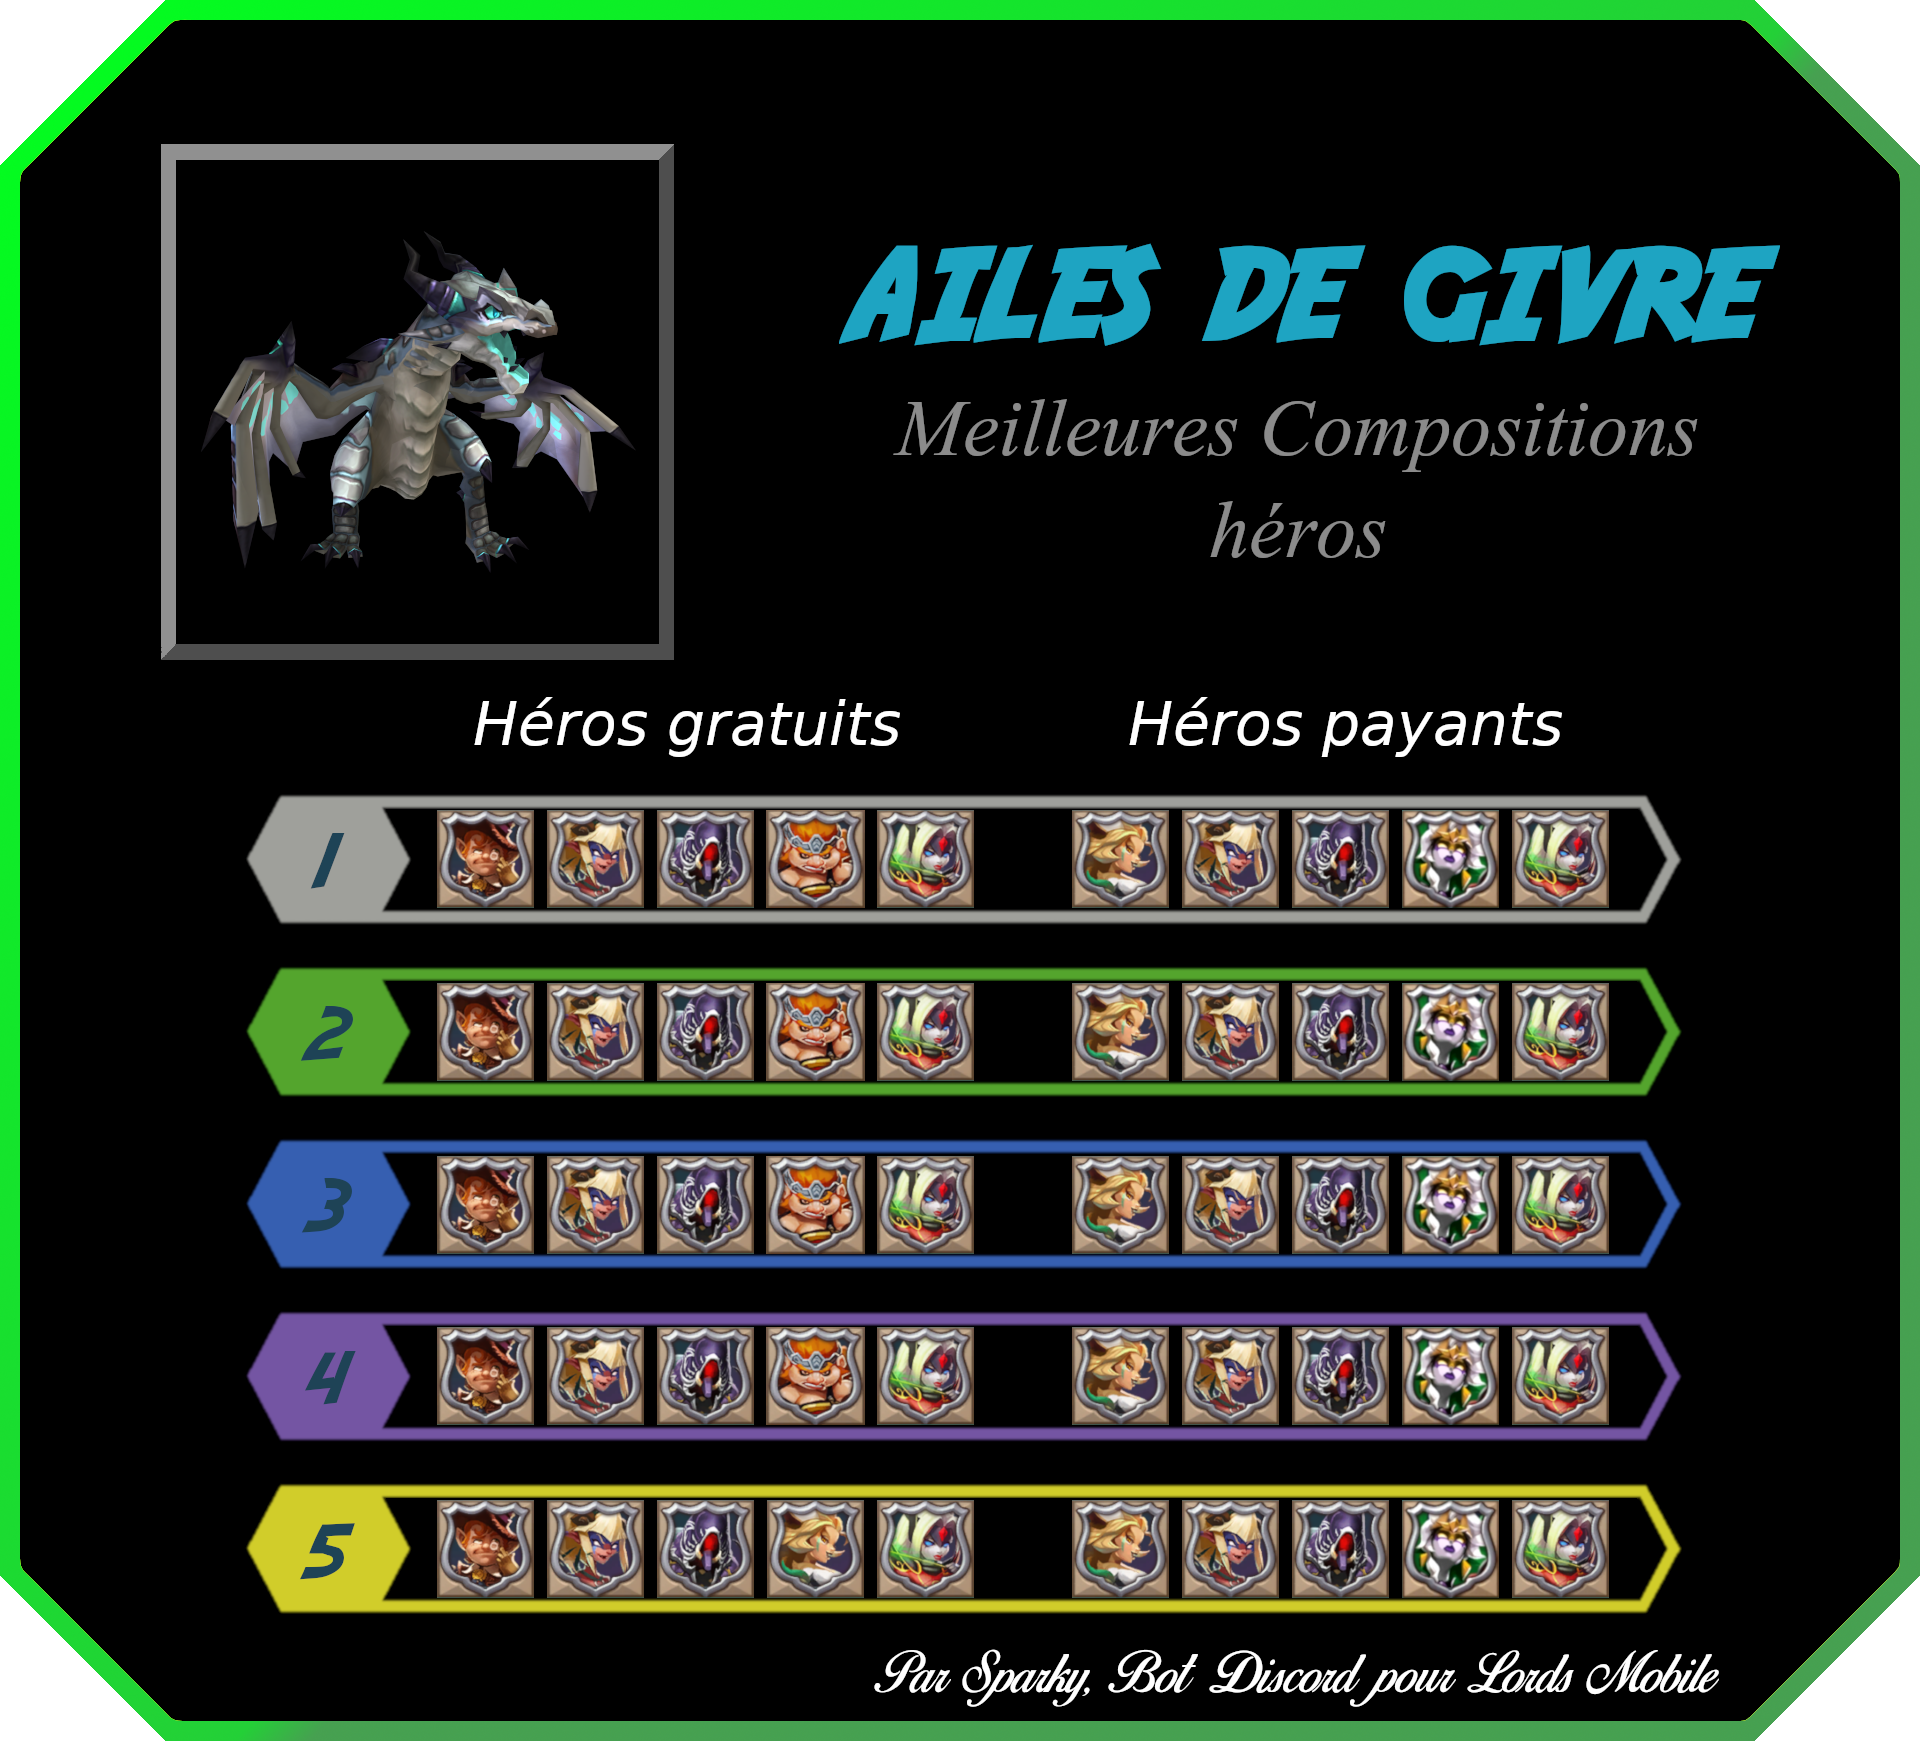 AILES DE GIVRE
Meilleures Compositions
héros
Héros gratuits
Héros payants
1
2
3
4
5
Par Sparky, Bot Discord pour Lords Mobile